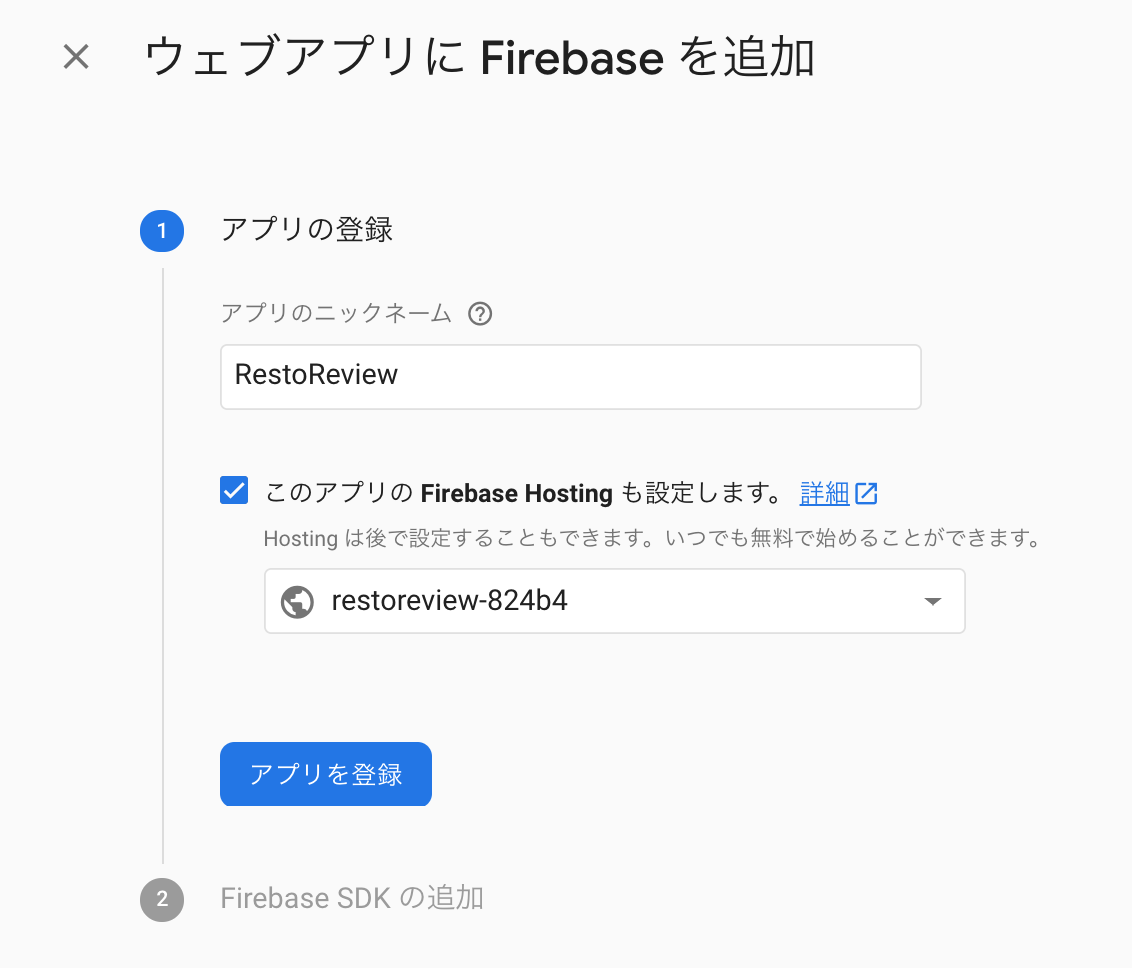 ウェブアプリに Firebase を追加
1 アプリの登録
アプリのニックネーム ?
RestoReview
このアプリの Firebase Hosting も設定します。 詳細
Hosting は後で設定することもできます。いつでも無料で始めることができます。
restoreview-824b4
アプリを登録
2 Firebase SDK の追加